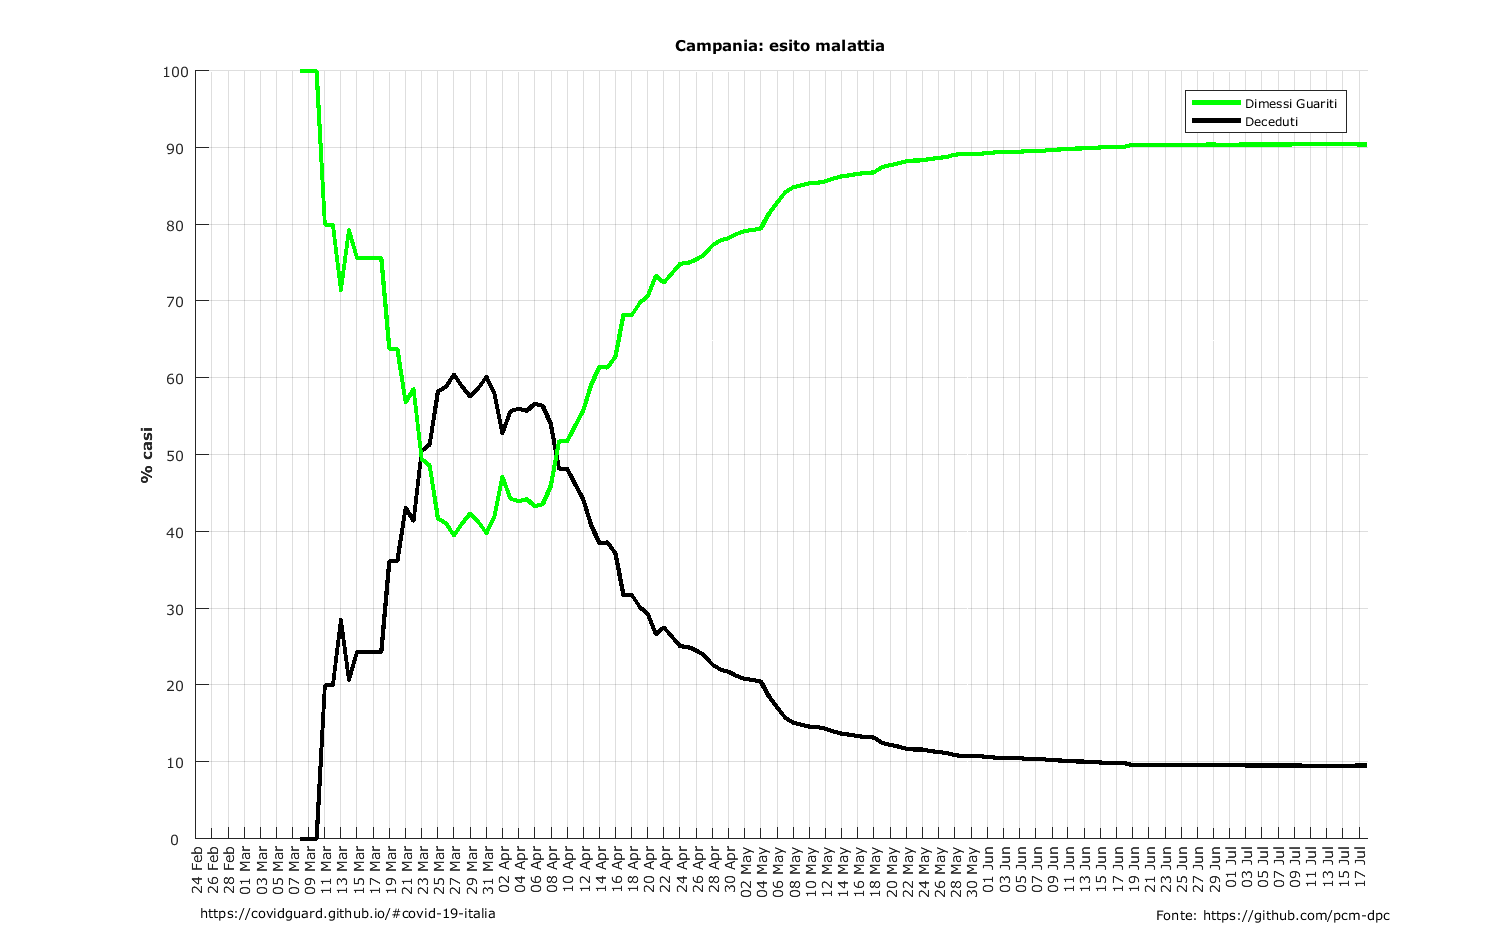 Campania: esito malattia
Dimessi Guariti
Deceduti
% casi
100
90
80
70
60
50
40
30
20
10
0
24 Feb
26 Feb
28 Feb
01 Mar
03 Mar
05 Mar
07 Mar
09 Mar
11 Mar
13 Mar
15 Mar
17 Mar
19 Mar
21 Mar
23 Mar
25 Mar
27 Mar
29 Mar
31 Mar
02 Apr
04 Apr
06 Apr
08 Apr
10 Apr
12 Apr
14 Apr
16 Apr
18 Apr
20 Apr
22 Apr
24 Apr
26 Apr
28 Apr
30 Apr
02 May
04 May
06 May
08 May
10 May
12 May
14 May
16 May
18 May
20 May
22 May
24 May
26 May
28 May
30 May
01 Jun
03 Jun
05 Jun
07 Jun
09 Jun
11 Jun
13 Jun
15 Jun
17 Jun
19 Jun
21 Jun
23 Jun
25 Jun
27 Jun
29 Jun
01 Jul
03 Jul
05 Jul
07 Jul
09 Jul
11 Jul
13 Jul
15 Jul
17 Jul
https://covidguard.github.io/#covid-19-italia
Fonte: https://github.com/pcm-dpc